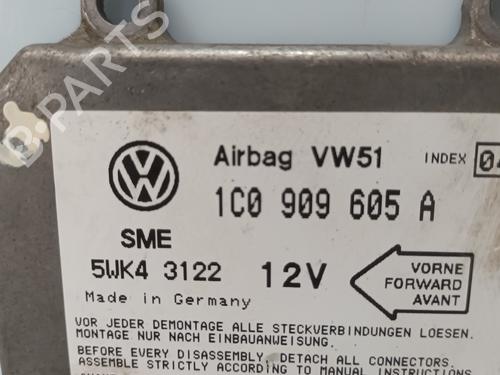 B-PARTS
Airbag VW51 INDEX 04
1C0 909 605 A
SME
5WK4 3122 12V
VORNE
FORWARD
AVANT
Made in Germany
VOR JEDER DEMONTAGE ALLE STECKVERBINDUNGEN LOESEN.
MONTAGE NUR NACH EINBAUANWEISUNG.
BEFORE EVERY DISASSEMBLY, DETACH ALL CONNECTORS.
ASSEMBLE STRICTLY ACCORDING TO MANUAL INSTRUCTIONS